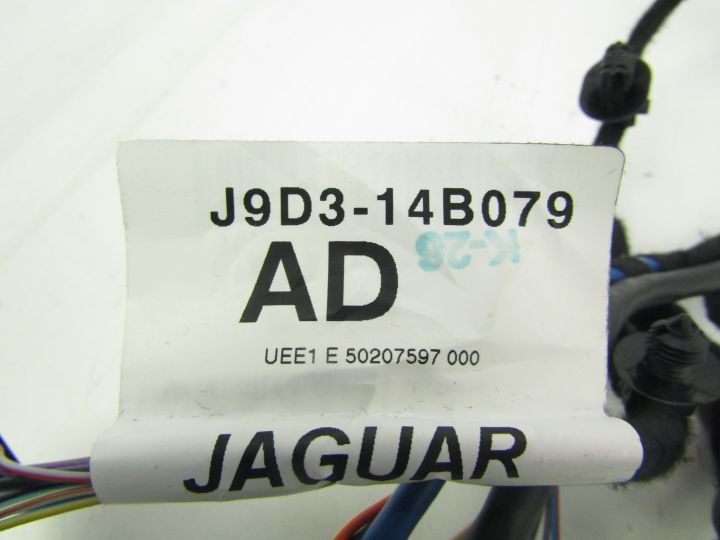 J9D3-14B079
AD
K-26
UEE1 E 50207597 000
JAGUAR